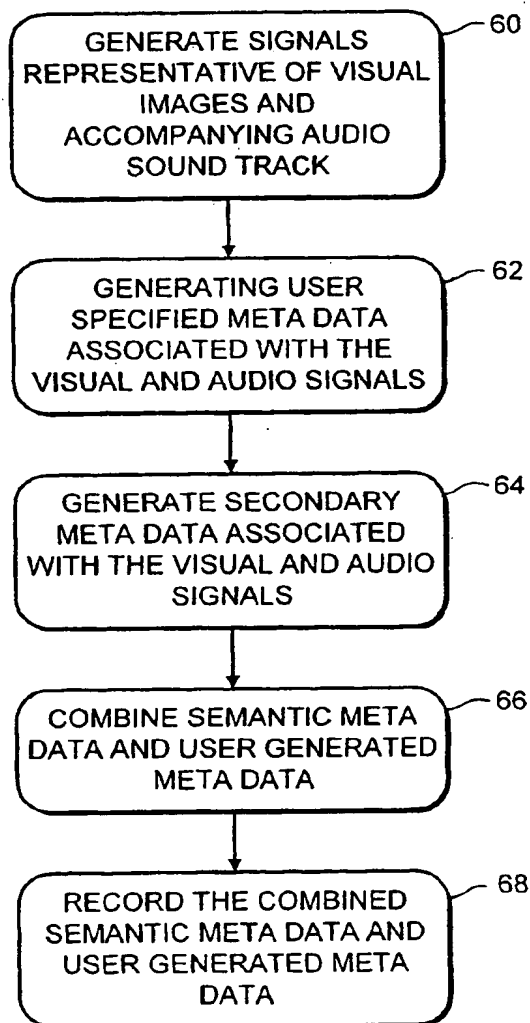 GENERATE SIGNALS
REPRESENTATIVE OF VISUAL
IMAGES AND
ACCOMPANYING AUDIO
SOUND TRACK
60
GENERATING USER
SPECIFIED META DATA
ASSOCIATED WITH THE
VISUAL AND AUDIO SIGNALS
62
GENERATE SECONDARY
META DATA ASSOCIATED
WITH THE VISUAL AND AUDIO
SIGNALS
64
COMBINE SEMANTIC META
DATA AND USER GENERATED
META DATA
66
RECORD THE COMBINED
SEMANTIC META DATA AND
USER GENERATED META
DATA
68